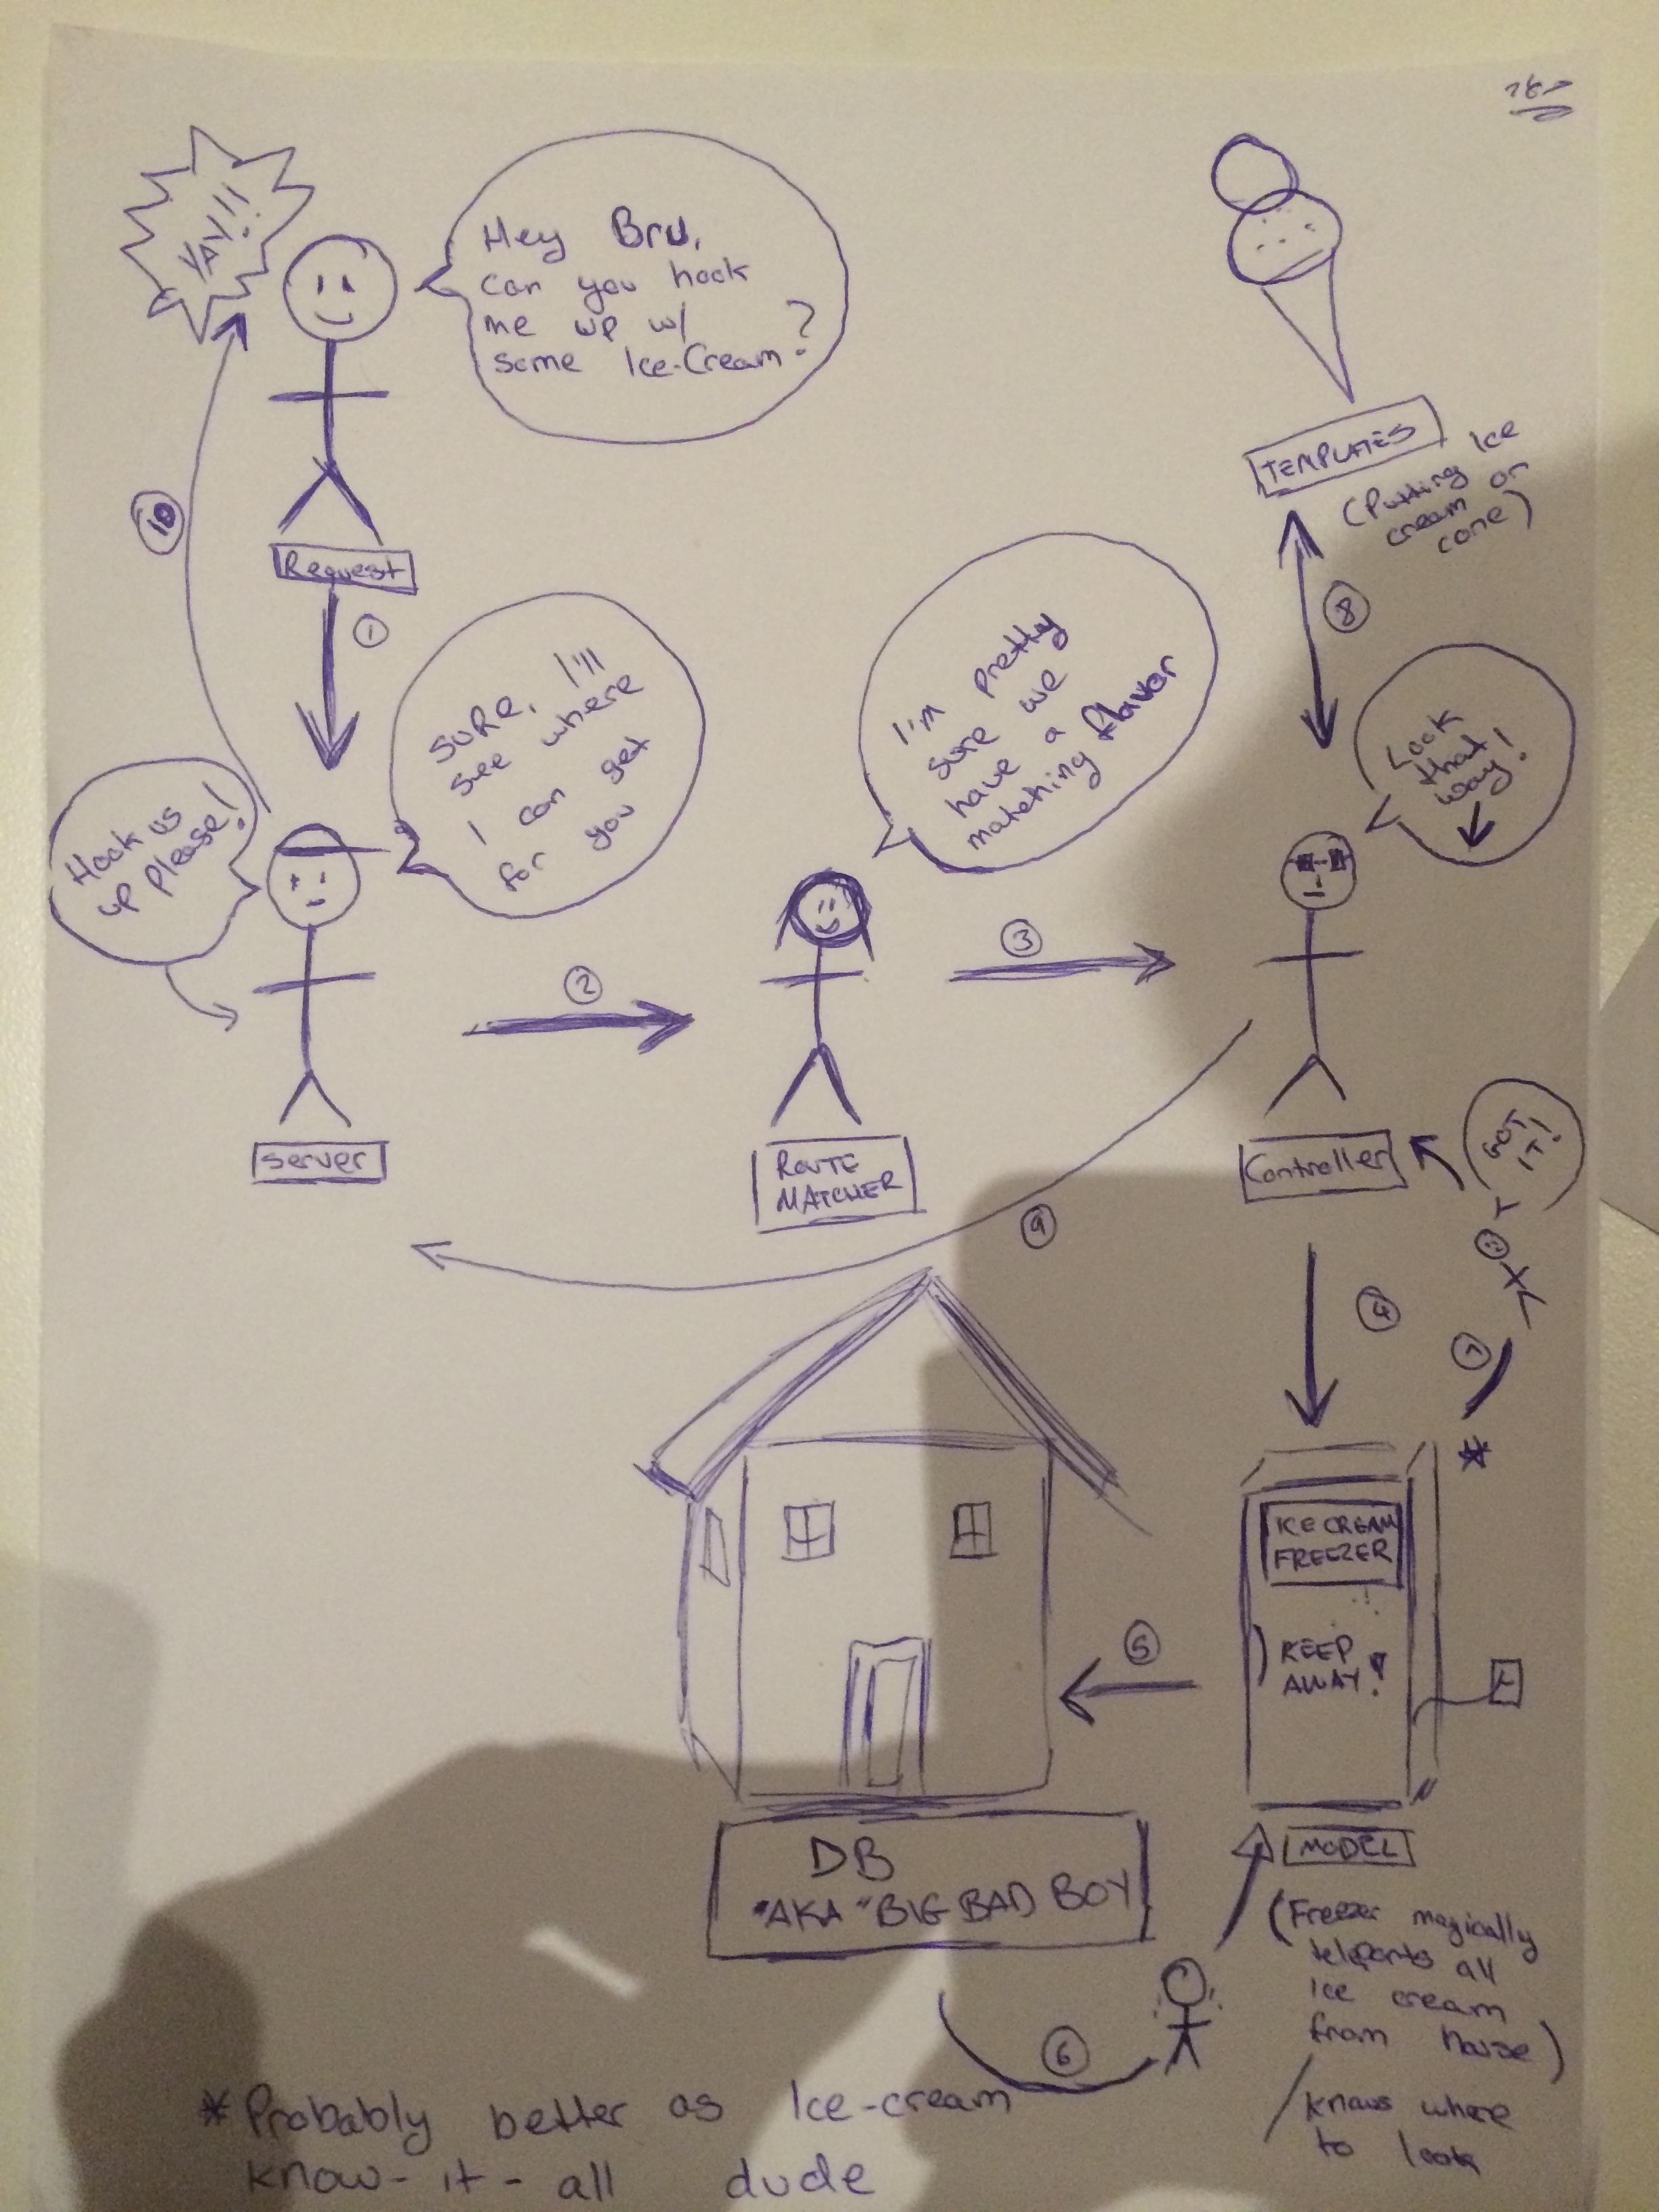 YAY!!
Hey Bru,
can you hook
me up w/
some Ice-Cream?
Request
1
10
TEMPLATES
(Putting Ice
cream on
cone)
8
SURE, I'll
see where
I can get
for you
Hook us
up please!
I'm pretty
sure we
have a
matching flavor
Look
that
way!
2
3
Server
ROUTE
MATCHER
Controller
GOT
IT!
9
4
7
*
ICE CREAM
FREEZER
KEEP
AWAY!
5
DB
"AKA "BIG BAD BOY
MODEL
(Freezer magically
teleports all
Ice cream
from house)
/ knows where
to look
6
* Probably better as Ice-cream
know-it-all dude